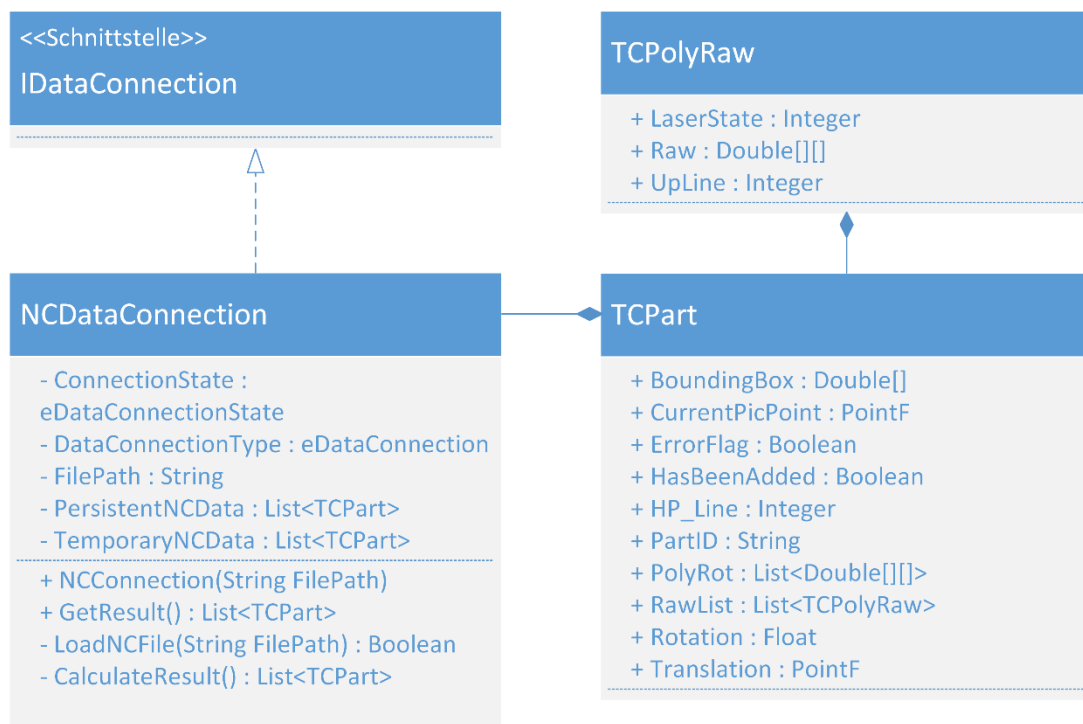 <<Schnittstelle>>
IDataConnection
TCPolyRaw
+ LaserState : Integer
+ Raw : Double[][]
+ UpLine : Integer
NCDataConnection
- ConnectionState :
eDataConnectionState
- DataConnectionType : eDataConnection
- FilePath : String
- PersistentNCData : List<TCPart>
- TemporaryNCData : List<TCPart>
+ NCConnection(String FilePath)
+ GetResult() : List<TCPart>
- LoadNCFile(String FilePath) : Boolean
- CalculateResult() : List<TCPart>
TCPart
+ BoundingBox : Double[]
+ CurrentPicPoint : PointF
+ ErrorFlag : Boolean
+ HasBeenAdded : Boolean
+ HP_Line : Integer
+ PartID : String
+ PolyRot : List<Double[][]>
+ RawList : List<TCPolyRaw>
+ Rotation : Float
+ Translation : PointF